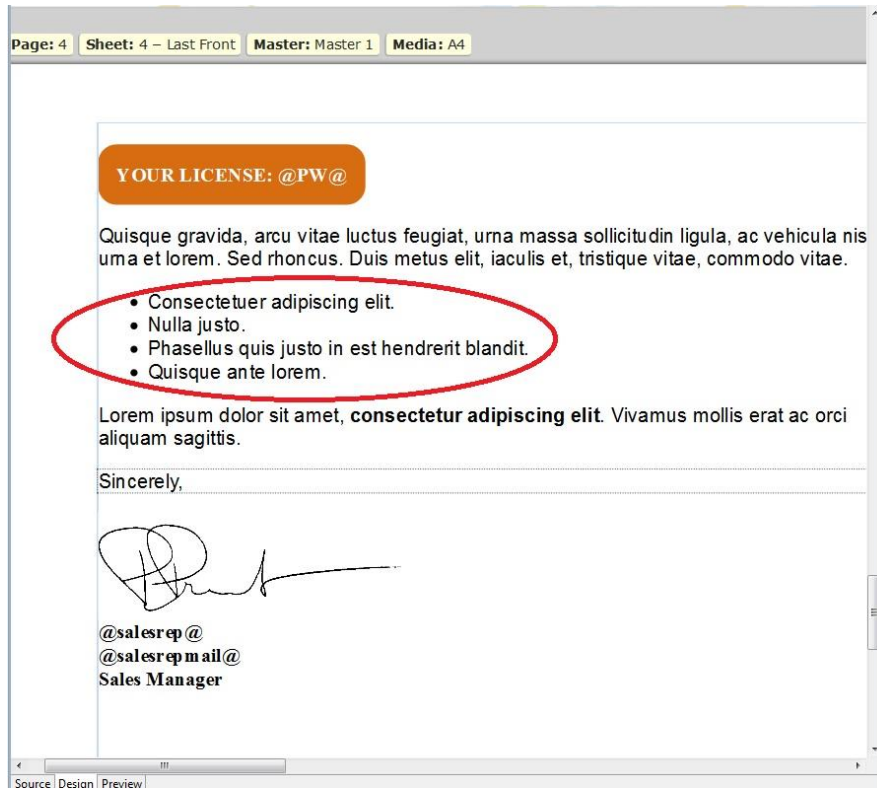 Page: 4 Sheet: 4 – Last Front Master: Master 1 Media: A4
YOUR LICENSE: @PW@
Quisque gravida, arcu vitae luctus feugiat, urna massa sollicitudin ligula, ac vehicula nis
urna et lorem. Sed rhoncus. Duis metus elit, iaculis et, tristique vitae, commodo vitae.
• Consectetuer adipiscing elit.
• Nulla justo.
• Phasellus quis justo in est hendrerit blandit.
• Quisque ante lorem.
Lorem ipsum dolor sit amet, consectetur adipiscing elit. Vivamus mollis erat ac orci
aliquam sagittis.
Sincerely,
@salesrep@
@salesrepmail@
Sales Manager
Source Design Preview